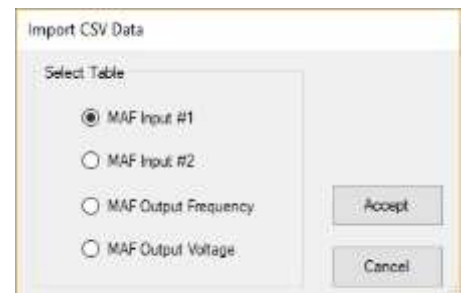 Import CSV Data
Select Table
MAF Input #1
MAF Input #2
MAF Output Frequency
Accept
MAF Output Voltage
Cancel